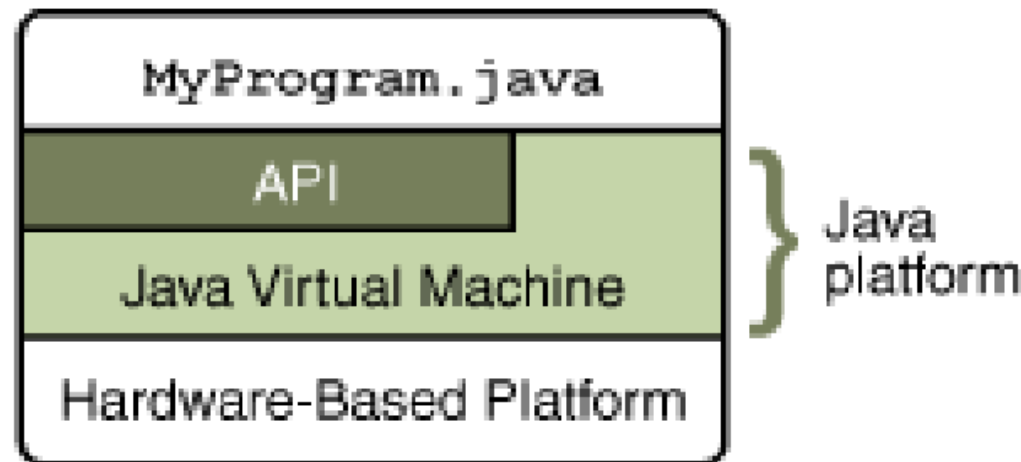 MyProgram.java
API
Java Virtual Machine
Java
platform
Hardware-Based Platform